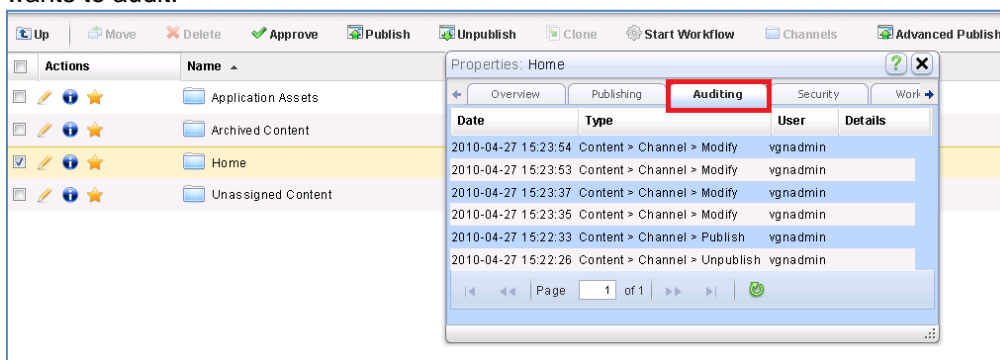 wants to audit.
Up Move Delete Approve Publish Unpublish Clone Start Workflow Channels Advanced Publish
Actions Name
Application Assets
Archived Content
Home
Unassigned Content
Properties: Home ? X
Overview Publishing Auditing Security Work
Date Type User Details
2010-04-27 15:23:54 Content > Channel > Modify vgnadmin
2010-04-27 15:23:53 Content > Channel > Modify vgnadmin
2010-04-27 15:23:37 Content > Channel > Modify vgnadmin
2010-04-27 15:23:35 Content > Channel > Modify vgnadmin
2010-04-27 15:22:33 Content > Channel > Publish vgnadmin
2010-04-27 15:22:26 Content > Channel > Unpublish vgnadmin
Page 1 of 1